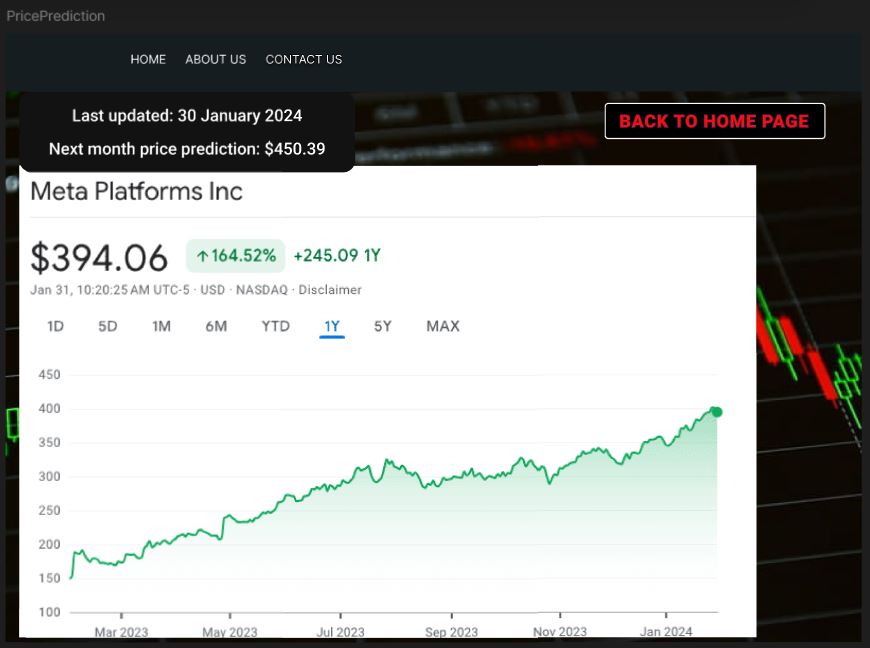 PricePrediction
HOME ABOUT US CONTACT US
Last updated: 30 January 2024
Next month price prediction: $450.39
BACK TO HOME PAGE
Meta Platforms Inc
$394.06 ↑164.52% +245.09 1Y
Jan 31, 10:20:25 AM UTC-5 · USD · NASDAQ · Disclaimer
1D 5D 1M 6M YTD 1Y 5Y MAX
450
400
350
300
250
200
150
100
Mar 2023 May 2023 Jul 2023 Sep 2023 Nov 2023 Jan 2024